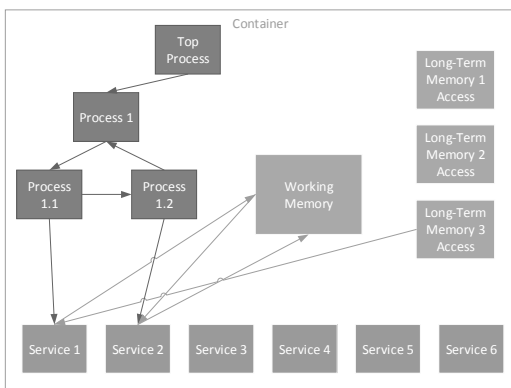 Container
Top
Process
Long-Term
Memory 1
Access
Process 1
Long-Term
Memory 2
Access
Process
1.1
Process
1.2
Working
Memory
Long-Term
Memory 3
Access
Service 1
Service 2
Service 3
Service 4
Service 5
Service 6